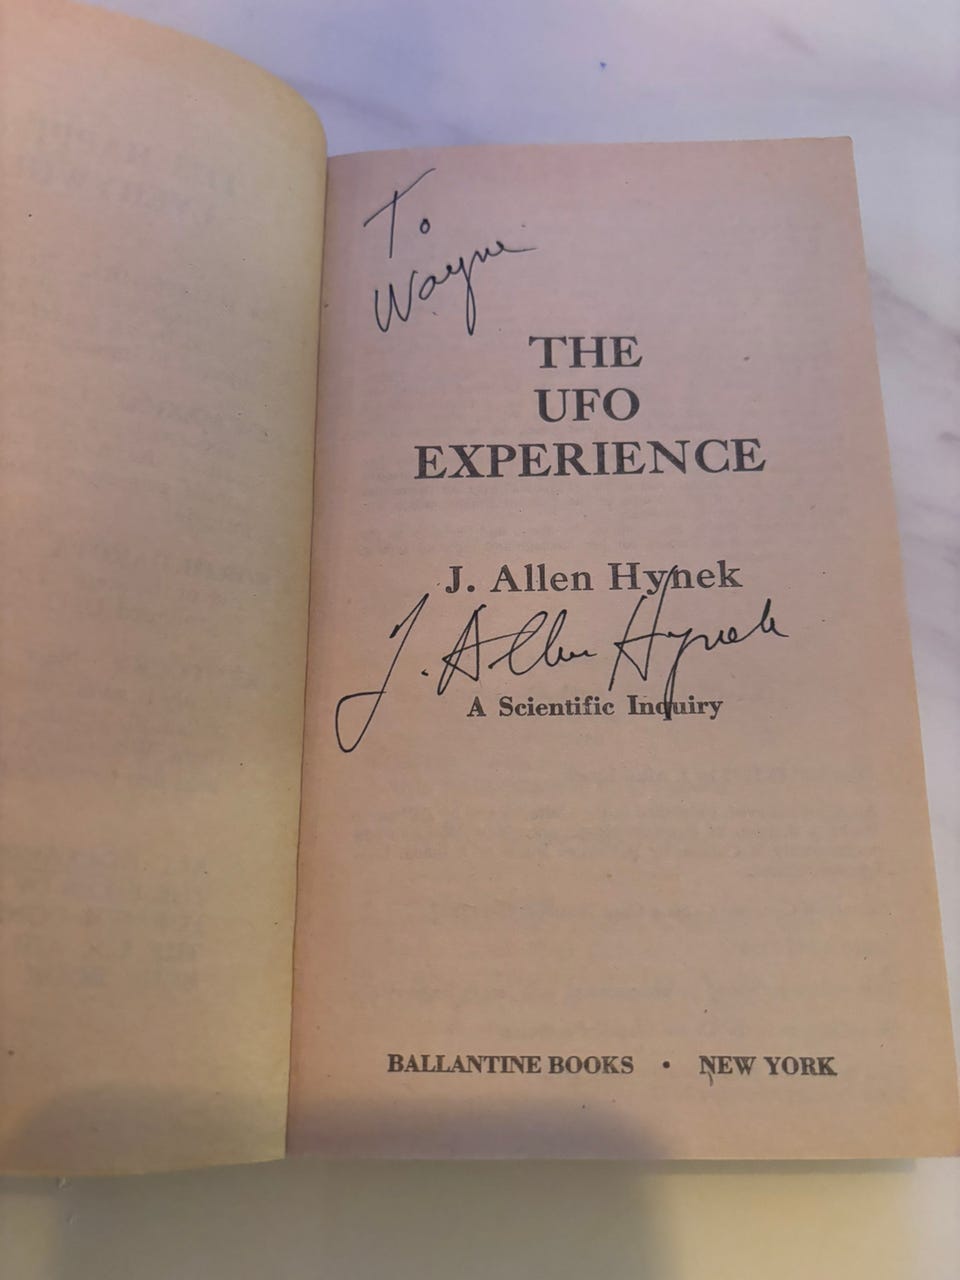 To
Wayne
THE
UFO
EXPERIENCE
J. Allen Hynek
J. Allen Hynek
A Scientific Inquiry
BALLANTINE BOOKS • NEW YORK